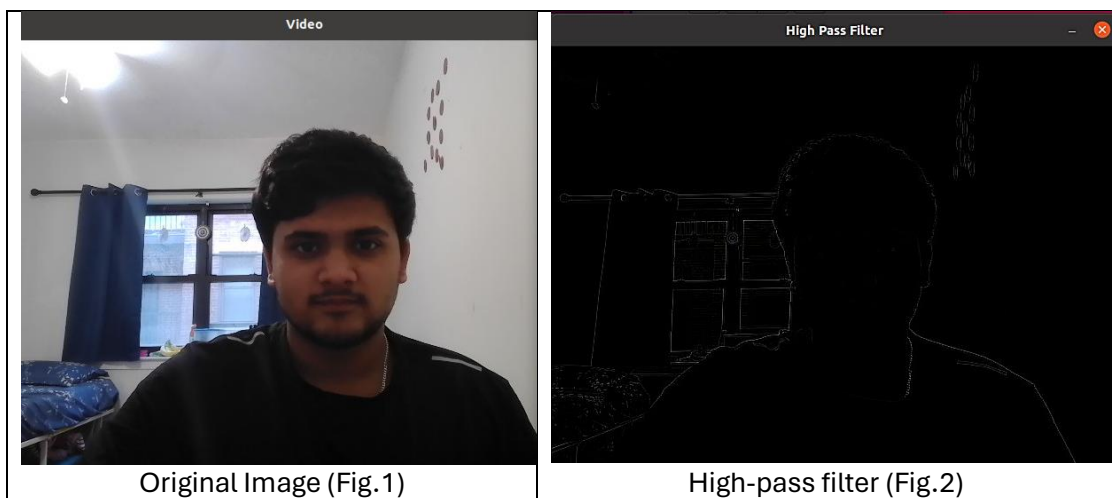 Video
High Pass Filter
Original Image (Fig.1)
High-pass filter (Fig.2)